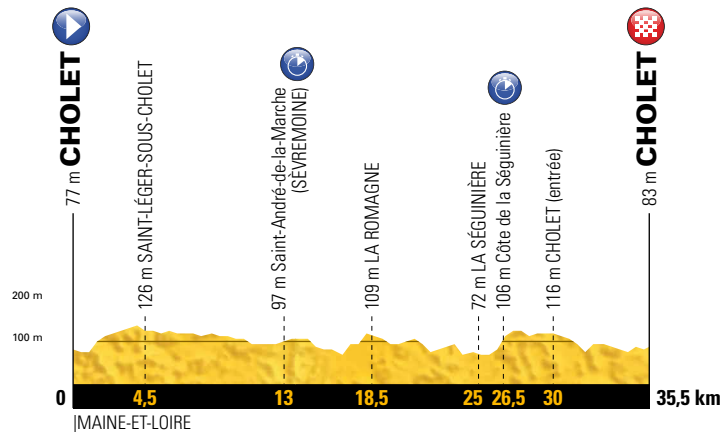 77 m CHOLET
126 m SAINT-LÉGER-SOUS-CHOLET
97 m Saint-André-de-la-Marche
(SÈVREMOINE)
109 m LA ROMAGNE
72 m LA SÉGUINIÈRE
106 m Côte de la Séguinière
116 m CHOLET (entrée)
83 m CHOLET
200 m
100 m
0 4,5 13 18,5 25 26,5 30 35,5 km
|MAINE-ET-LOIRE